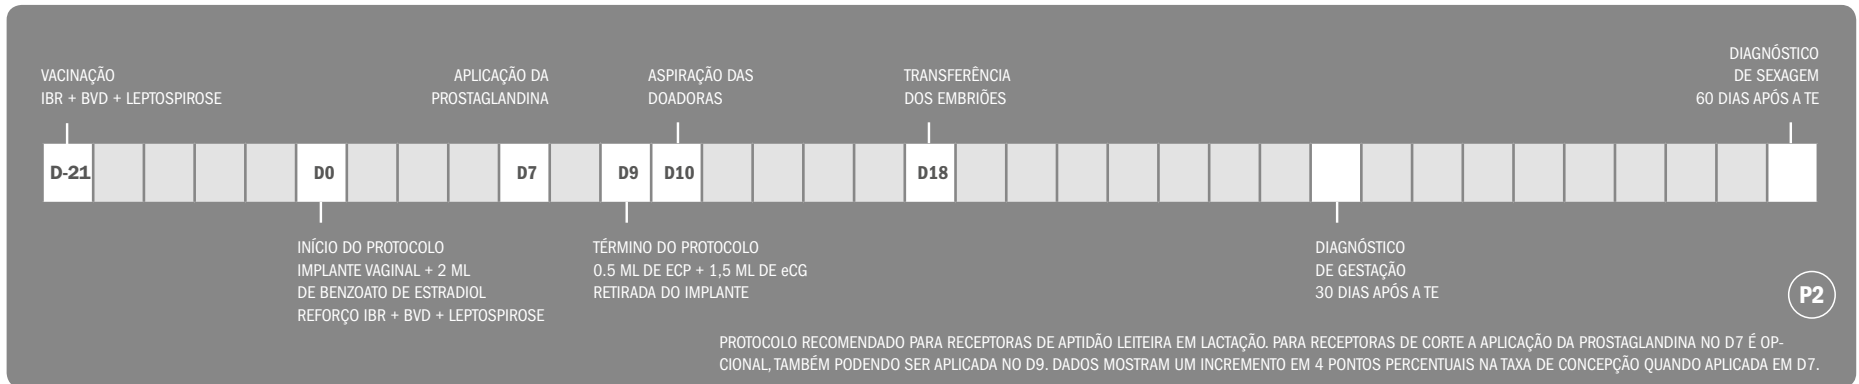 VACINAÇÃO
IBR + BVD + LEPTOSPIROSE
APLICAÇÃO DA
PROSTAGLANDINA
ASPIRAÇÃO DAS
DOADORAS
TRANSFERÊNCIA
DOS EMBRIÕES
DIAGNÓSTICO
DE SEXAGEM
60 DIAS APÓS A TE
D-21
D0
D7
D9
D10
D18
INÍCIO DO PROTOCOLO
IMPLANTE VAGINAL + 2 ML
DE BENZOATO DE ESTRADIOL
REFORÇO IBR + BVD + LEPTOSPIROSE
TÉRMINO DO PROTOCOLO
0.5 ML DE ECP + 1,5 ML DE eCG
RETIRADA DO IMPLANTE
DIAGNÓSTICO
DE GESTAÇÃO
30 DIAS APÓS A TE
P2
PROTOCOLO RECOMENDADO PARA RECEPTORAS DE APTIDÃO LEITEIRA EM LACTAÇÃO. PARA RECEPTORAS DE CORTE A APLICAÇÃO DA PROSTAGLANDINA NO D7 É OP-
CIONAL, TAMBÉM PODENDO SER APLICADA NO D9. DADOS MOSTRAM UM INCREMENTO EM 4 PONTOS PERCENTUAIS NA TAXA DE CONCEPÇÃO QUANDO APLICADA EM D7.